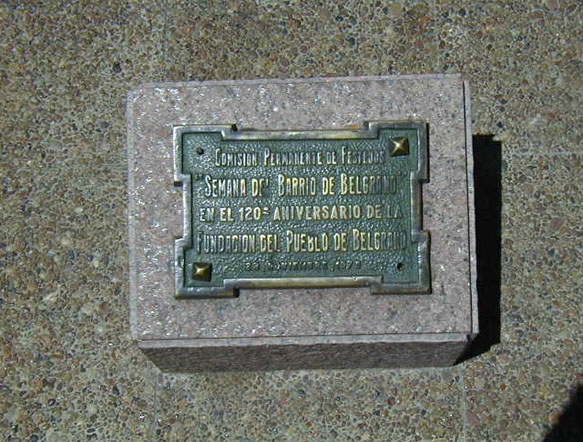 COMISIÓN PERMANENTE DE FESTEJOS
"SEMANA DEL BARRIO DE BELGRANO"
EN EL 120º ANIVERSARIO DE LA
FUNDACION DEL PUEBLO DE BELGRANO